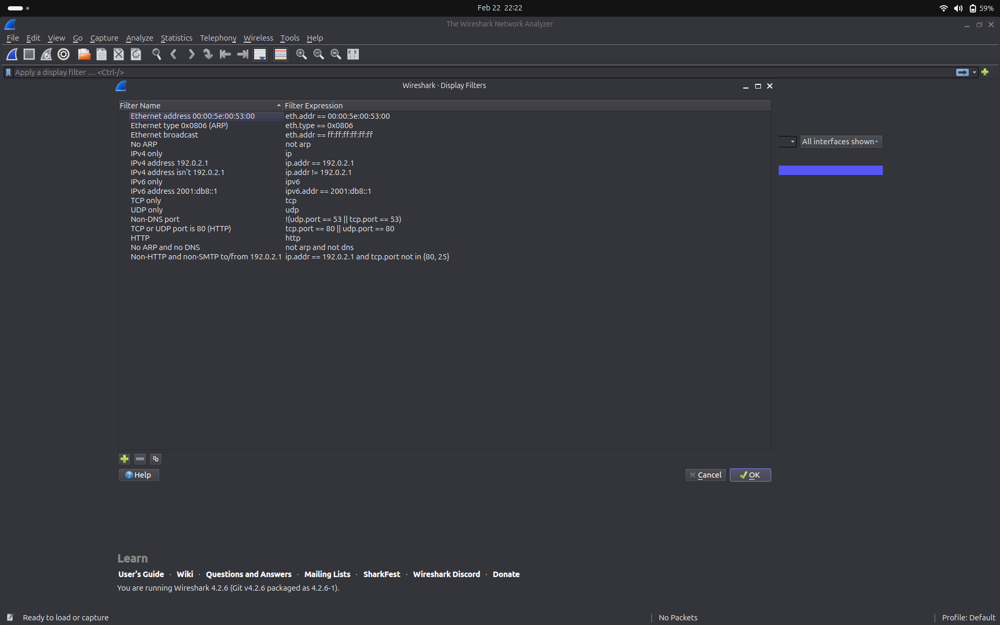 Feb 22 22:22
59%
The Wireshark Network Analyzer
File Edit View Go Capture Analyze Statistics Telephony Wireless Tools Help
Apply a display filter … <Ctrl-/>
Wireshark · Display Filters
Filter Name Filter Expression
Ethernet address 00:00:5e:00:53:00 eth.addr == 00:00:5e:00:53:00
Ethernet type 0x0806 (ARP) eth.type == 0x0806
Ethernet broadcast eth.addr == ff:ff:ff:ff:ff:ff
No ARP not arp
IPv4 only ip
IPv4 address 192.0.2.1 ip.addr == 192.0.2.1
IPv4 address isn't 192.0.2.1 ip.addr != 192.0.2.1
IPv6 only ipv6
IPv6 address 2001:db8::1 ipv6.addr == 2001:db8::1
TCP only tcp
UDP only udp
Non-DNS port !(udp.port == 53 || tcp.port == 53)
TCP or UDP port is 80 (HTTP) tcp.port == 80 || udp.port == 80
HTTP http
No ARP and no DNS not arp and not dns
Non-HTTP and non-SMTP to/from 192.0.2.1 ip.addr == 192.0.2.1 and tcp.port not in {80, 25}
All interfaces shown
Help Cancel OK
Learn
User's Guide · Wiki · Questions and Answers · Mailing Lists · SharkFest · Wireshark Discord · Donate
You are running Wireshark 4.2.6 (Git v4.2.6 packaged as 4.2.6-1).
Ready to load or capture No Packets Profile: Default